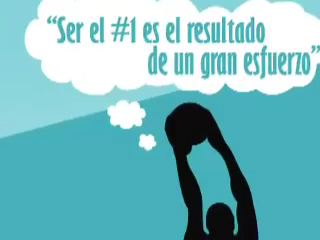 “Ser el #1 es el resultado
de un gran esfuerzo”